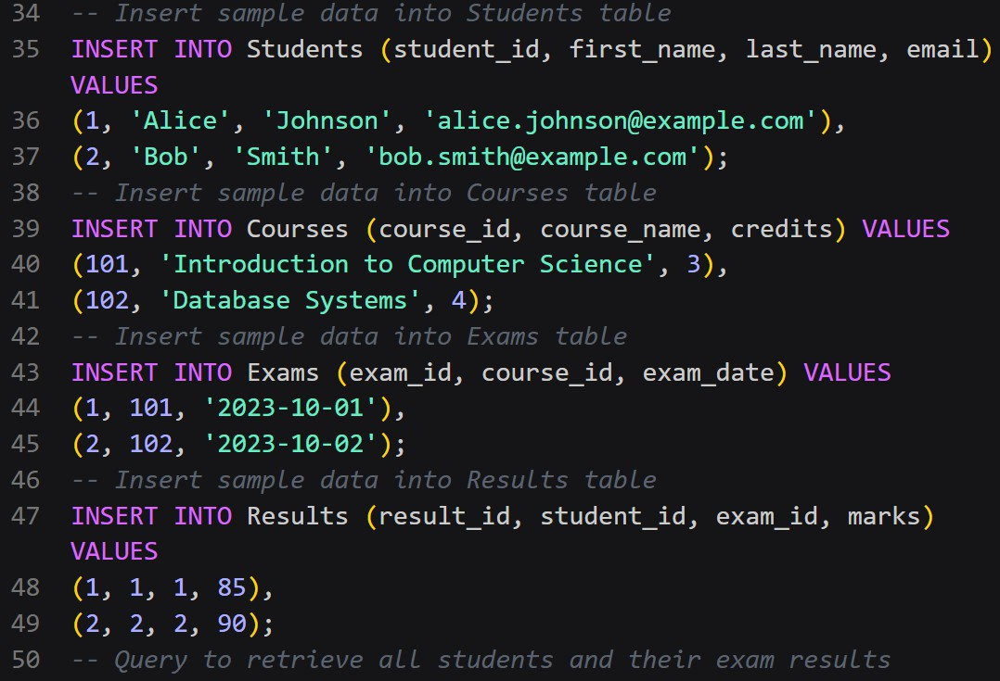 34 -- Insert sample data into Students table
35 INSERT INTO Students (student_id, first_name, last_name, email)
VALUES
36 (1, 'Alice', 'Johnson', 'alice.johnson@example.com'),
37 (2, 'Bob', 'Smith', 'bob.smith@example.com');
38 -- Insert sample data into Courses table
39 INSERT INTO Courses (course_id, course_name, credits) VALUES
40 (101, 'Introduction to Computer Science', 3),
41 (102, 'Database Systems', 4);
42 -- Insert sample data into Exams table
43 INSERT INTO Exams (exam_id, course_id, exam_date) VALUES
44 (1, 101, '2023-10-01'),
45 (2, 102, '2023-10-02');
46 -- Insert sample data into Results table
47 INSERT INTO Results (result_id, student_id, exam_id, marks)
VALUES
48 (1, 1, 1, 85),
49 (2, 2, 2, 90);
50 -- Query to retrieve all students and their exam results